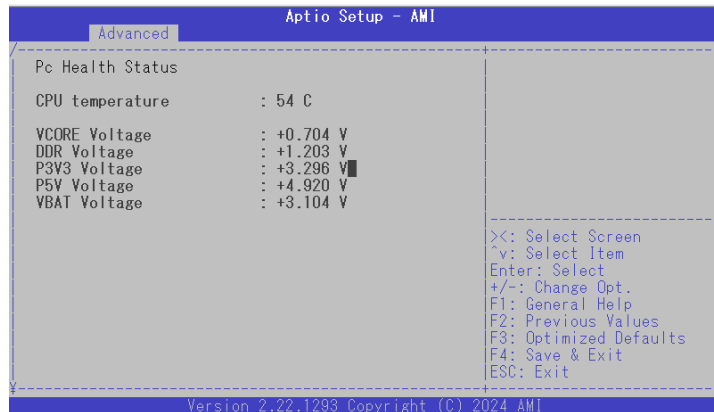 Aptio Setup - AMI
Advanced
Pc Health Status
CPU temperature : 54 C
VCORE Voltage : +0.704 V
DDR Voltage : +1.203 V
P3V3 Voltage : +3.296 V
P5V Voltage : +4.920 V
VBAT Voltage : +3.104 V
><: Select Screen
^v: Select Item
Enter: Select
+/-: Change Opt.
F1: General Help
F2: Previous Values
F3: Optimized Defaults
F4: Save & Exit
ESC: Exit
Version 2.22.1293 Copyright (C) 2024 AMI